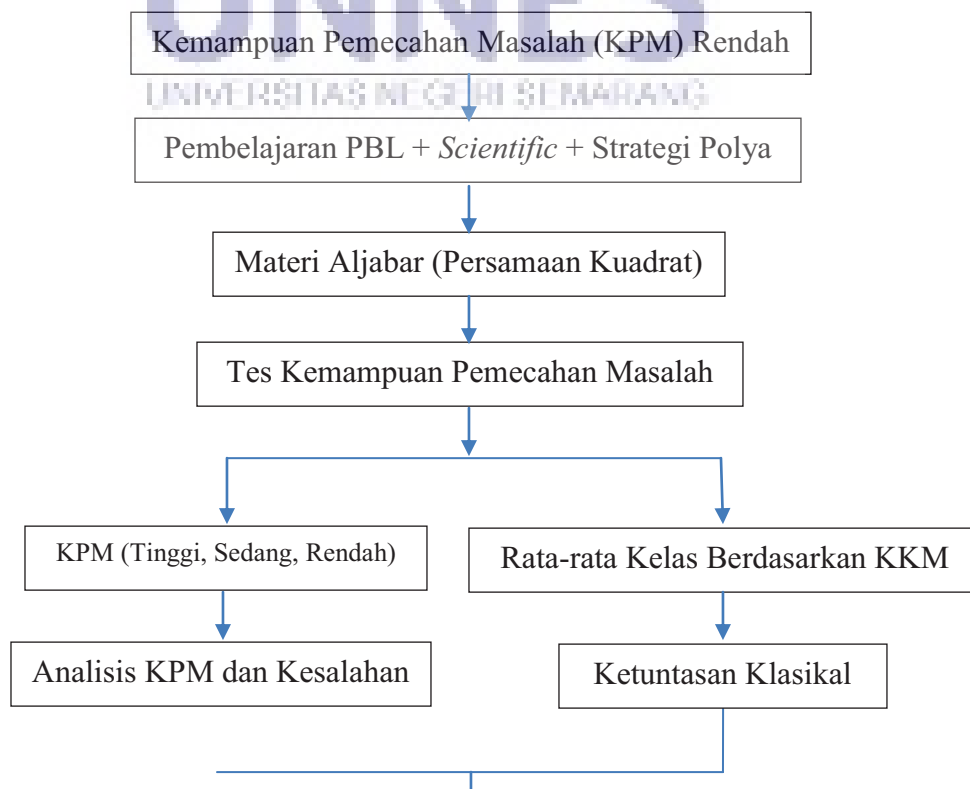 UNNES
Kemampuan Pemecahan Masalah (KPM) Rendah
UNIVERSITAS NEGERI SEMARANG
Pembelajaran PBL + Scientific + Strategi Polya
Materi Aljabar (Persamaan Kuadrat)
Tes Kemampuan Pemecahan Masalah
KPM (Tinggi, Sedang, Rendah)
Rata-rata Kelas Berdasarkan KKM
Analisis KPM dan Kesalahan
Ketuntasan Klasikal